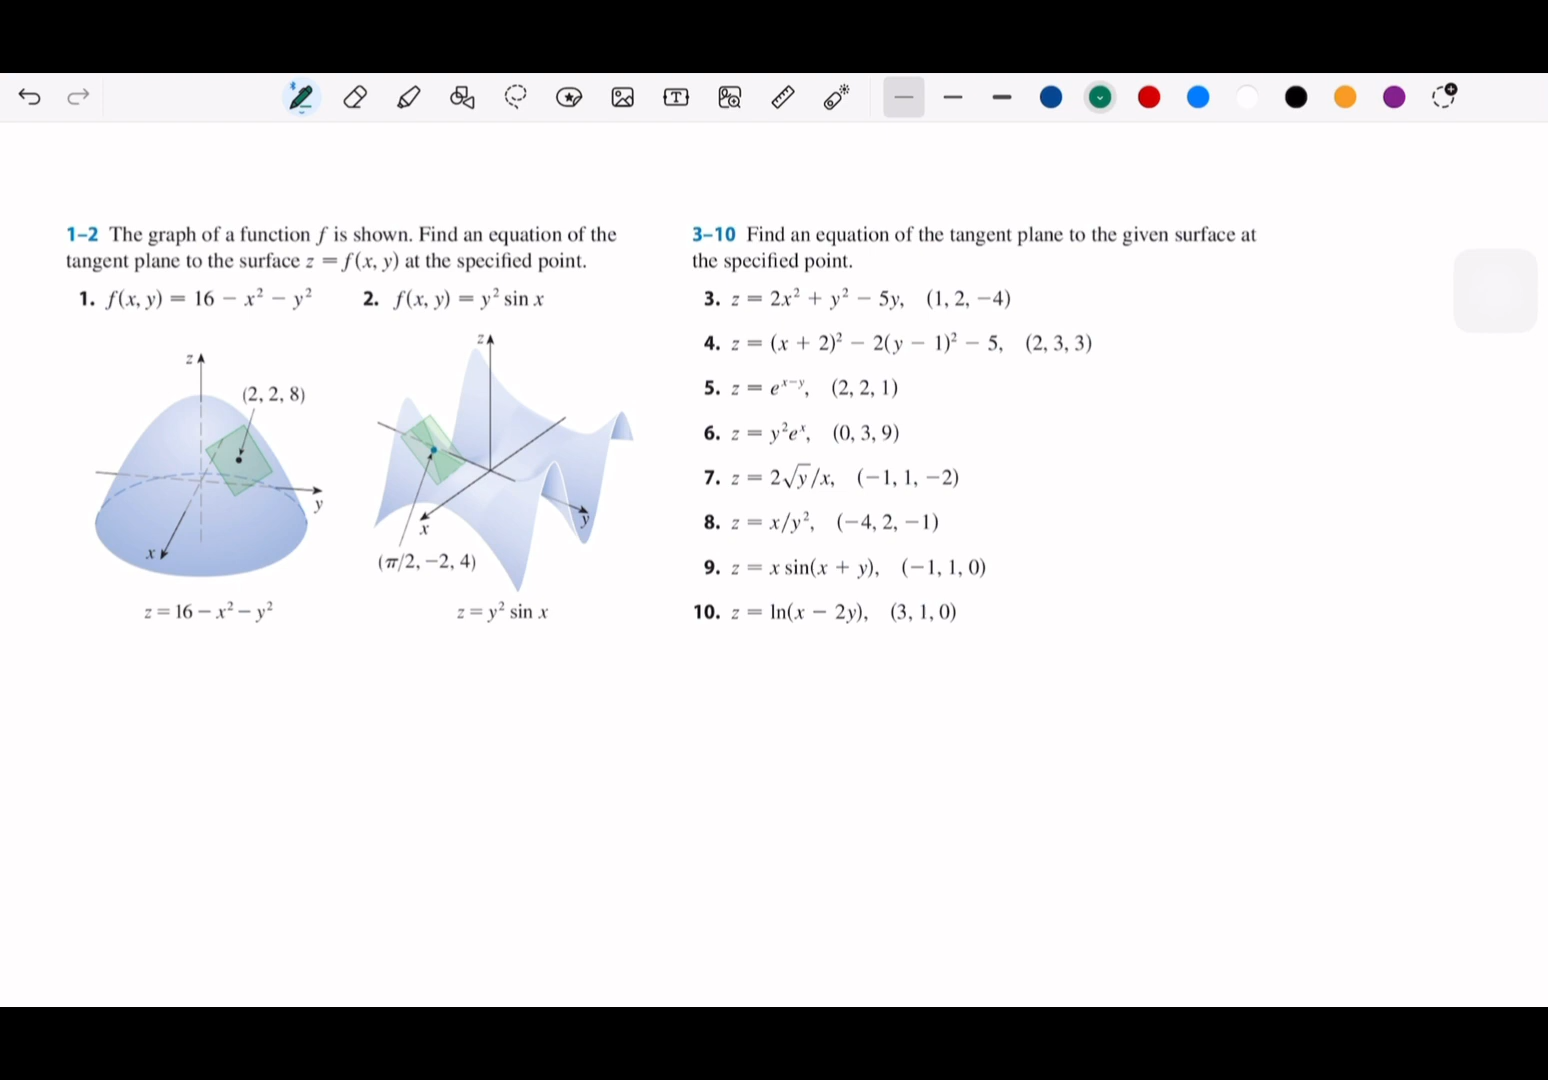 1–2 The graph of a function f is shown. Find an equation of the
tangent plane to the surface z = f(x, y) at the specified point.
1. f(x, y) = 16 − x² − y²
2. f(x, y) = y² sin x
z
(2, 2, 8)
y
x
z = 16 − x² − y²
z
x
y
(π/2, −2, 4)
z = y² sin x
3–10 Find an equation of the tangent plane to the given surface at
the specified point.
3. z = 2x² + y² − 5y, (1, 2, −4)
4. z = (x + 2)² − 2(y − 1)² − 5, (2, 3, 3)
5. z = eˣ⁻ʸ, (2, 2, 1)
6. z = y²eˣ, (0, 3, 9)
7. z = 2√y/x, (−1, 1, −2)
8. z = x/y², (−4, 2, −1)
9. z = x sin(x + y), (−1, 1, 0)
10. z = ln(x − 2y), (3, 1, 0)